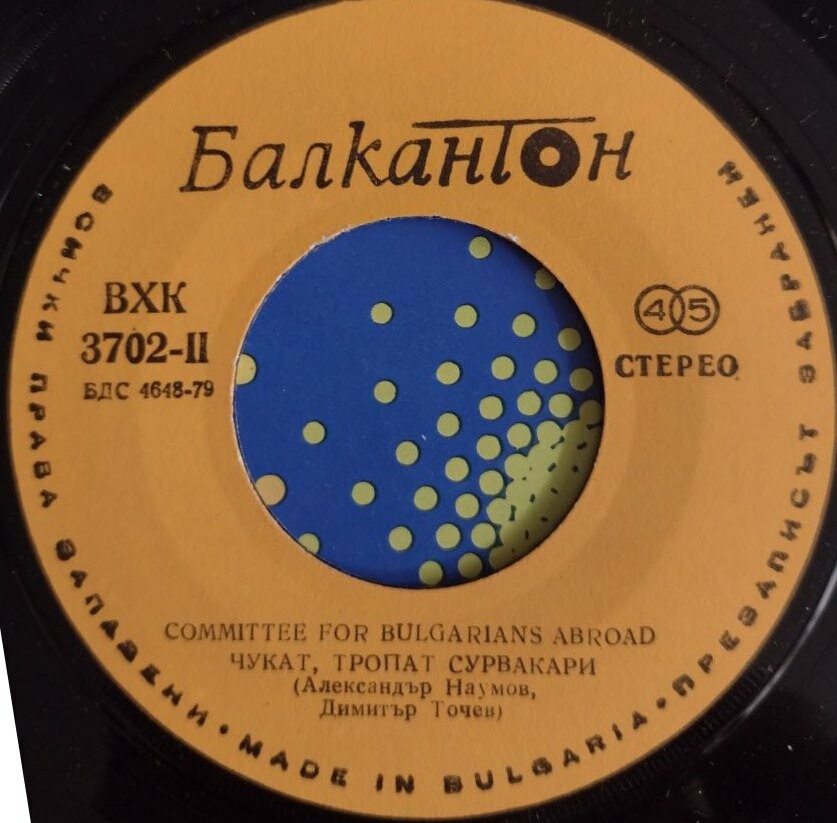 Балкантон
ВХК
3702-II
БДС 4648-79
45
СТЕРЕО
COMMITTEE FOR BULGARIANS ABROAD
ЧУКАТ, ТРОПАТ СУРВАКАРИ
(Александър Наумов,
Димитър Точев)
ВСИЧКИ ПРАВА ЗАПАЗЕНИ • MADE IN BULGARIA • ПРЕЗАПИСЪТ ЗАБРАНЕН